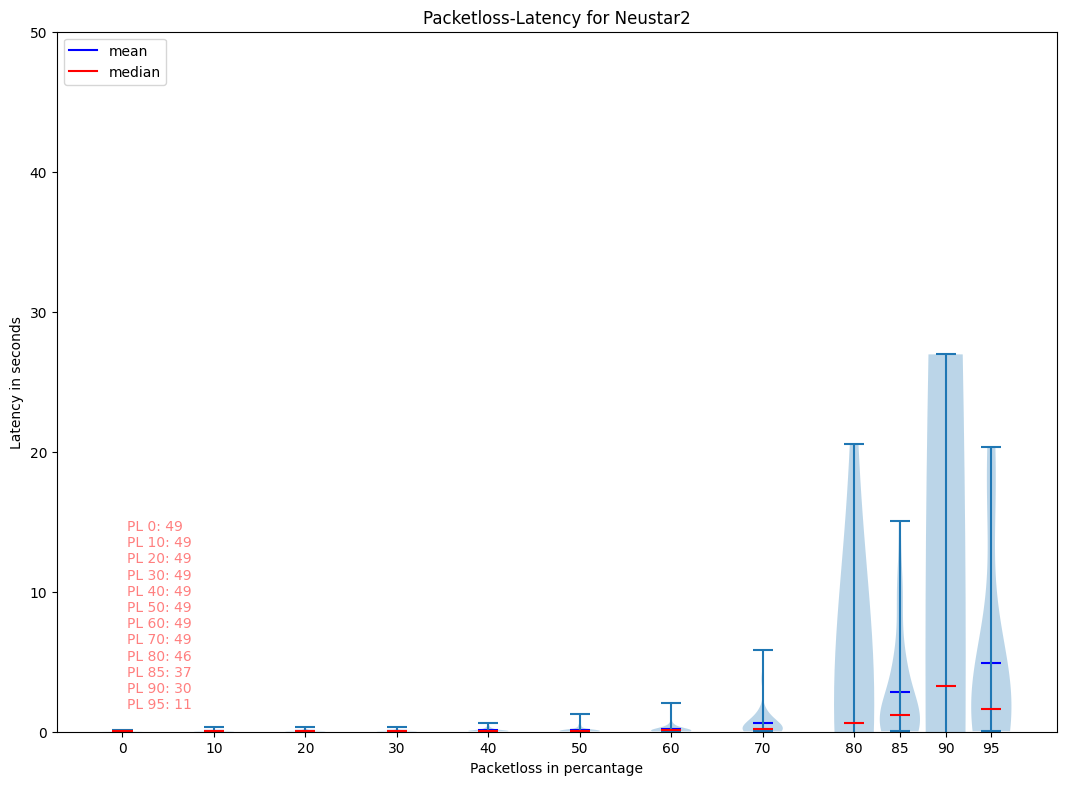 Packetloss-Latency for Neustar2
mean
median
Latency in seconds
50
40
30
20
10
0
PL 0: 49
PL 10: 49
PL 20: 49
PL 30: 49
PL 40: 49
PL 50: 49
PL 60: 49
PL 70: 49
PL 80: 46
PL 85: 37
PL 90: 30
PL 95: 11
0 10 20 30 40 50 60 70 80 85 90 95
Packetloss in percantage